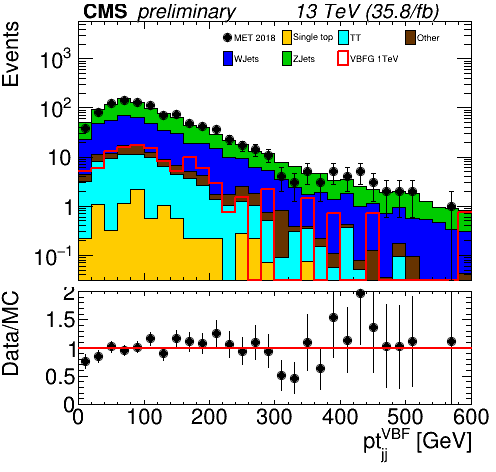 CMS preliminary 13 TeV (35.8/fb)
MET 2018 Single top TT Other
WJets ZJets VBFG 1TeV
Events
10³
10²
10
1
10⁻¹
Data/MC
2
1.5
1
0.5
0
0 100 200 300 400 500 600
pt_jj^VBF [GeV]